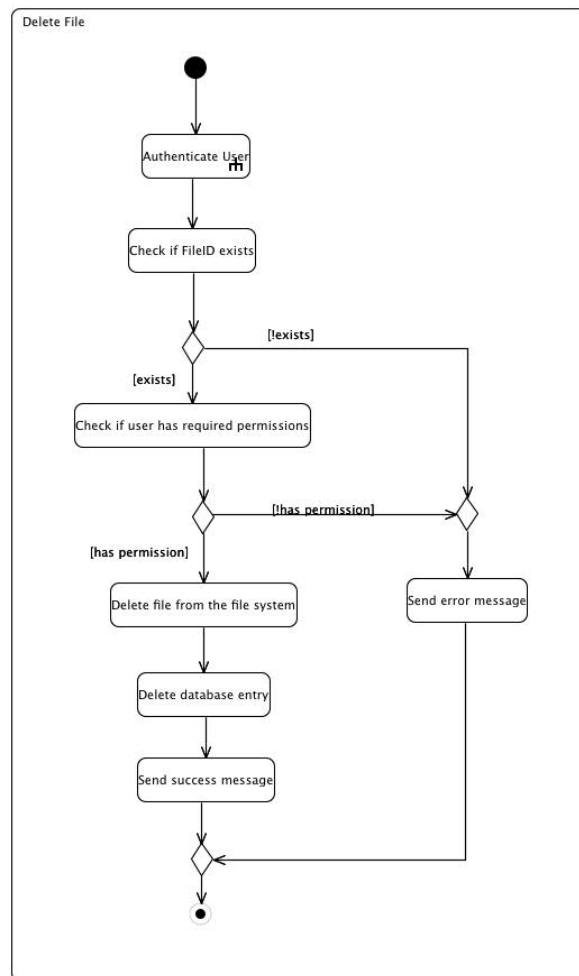 Delete File
Authenticate User
Check if FileID exists
[!exists]
[exists]
Check if user has required permissions
[!has permission]
[has permission]
Delete file from the file system
Send error message
Delete database entry
Send success message